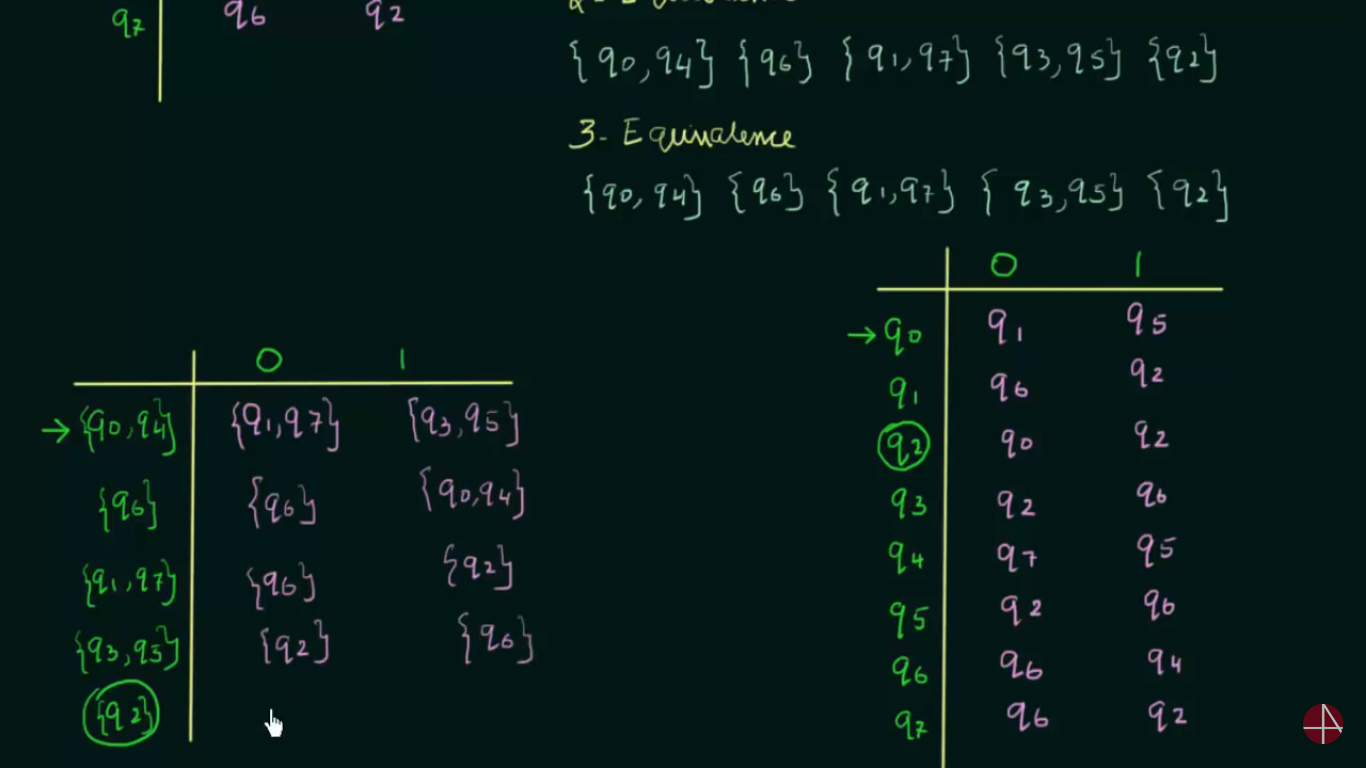 q7 q6 q2
{q0,q4} {q6} {q1,q7} {q3,q5} {q2}
3- Equivalence
{q0,q4} {q6} {q1,q7} {q3,q5} {q2}
0 1
→{q0,q4} {q1,q7} {q3,q5}
{q6} {q6} {q0,q4}
{q1,q7} {q6} {q2}
{q3,q5} {q2} {q6}
{q2}
0 1
→q0 q1 q5
q1 q6 q2
q2 q0 q2
q3 q2 q6
q4 q7 q5
q5 q2 q6
q6 q6 q4
q7 q6 q2